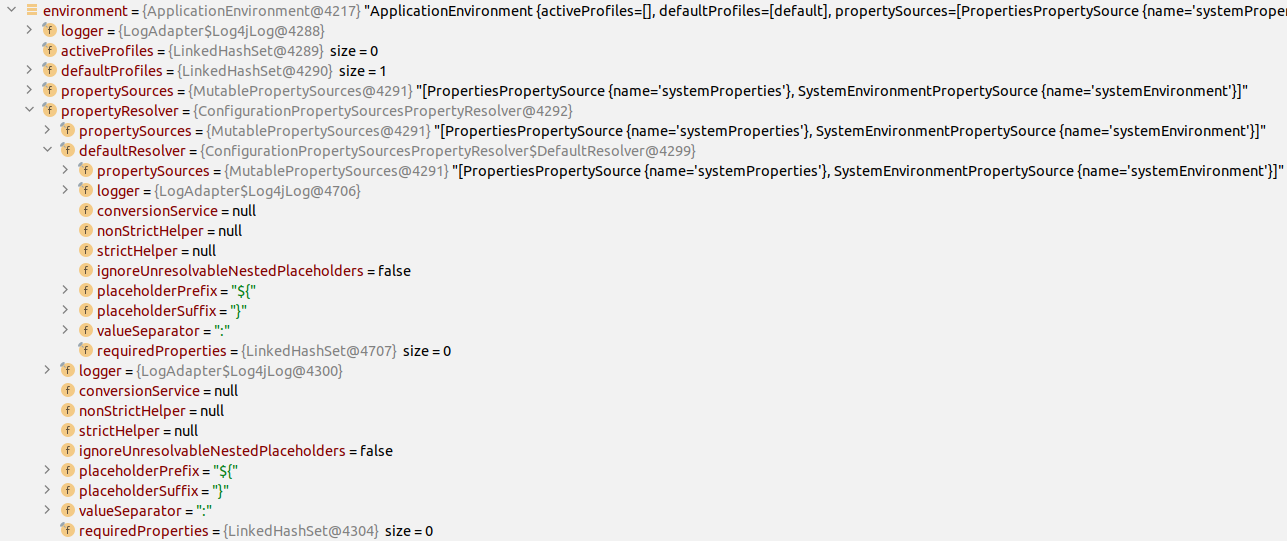 environment = {ApplicationEnvironment@4217} "ApplicationEnvironment {activeProfiles=[], defaultProfiles=[default], propertySources=[PropertiesPropertySource {name='systemPrope
logger = {LogAdapter$Log4jLog@4288}
activeProfiles = {LinkedHashSet@4289} size = 0
defaultProfiles = {LinkedHashSet@4290} size = 1
propertySources = {MutablePropertySources@4291} "[PropertiesPropertySource {name='systemProperties'}, SystemEnvironmentPropertySource {name='systemEnvironment'}]"
propertyResolver = {ConfigurationPropertySourcesPropertyResolver@4292}
propertySources = {MutablePropertySources@4291} "[PropertiesPropertySource {name='systemProperties'}, SystemEnvironmentPropertySource {name='systemEnvironment'}]"
defaultResolver = {ConfigurationPropertySourcesPropertyResolver$DefaultResolver@4299}
propertySources = {MutablePropertySources@4291} "[PropertiesPropertySource {name='systemProperties'}, SystemEnvironmentPropertySource {name='systemEnvironment'}]"
logger = {LogAdapter$Log4jLog@4706}
conversionService = null
nonStrictHelper = null
strictHelper = null
ignoreUnresolvableNestedPlaceholders = false
placeholderPrefix = "${"
placeholderSuffix = "}"
valueSeparator = ":"
requiredProperties = {LinkedHashSet@4707} size = 0
logger = {LogAdapter$Log4jLog@4300}
conversionService = null
nonStrictHelper = null
strictHelper = null
ignoreUnresolvableNestedPlaceholders = false
placeholderPrefix = "${"
placeholderSuffix = "}"
valueSeparator = ":"
requiredProperties = {LinkedHashSet@4304} size = 0